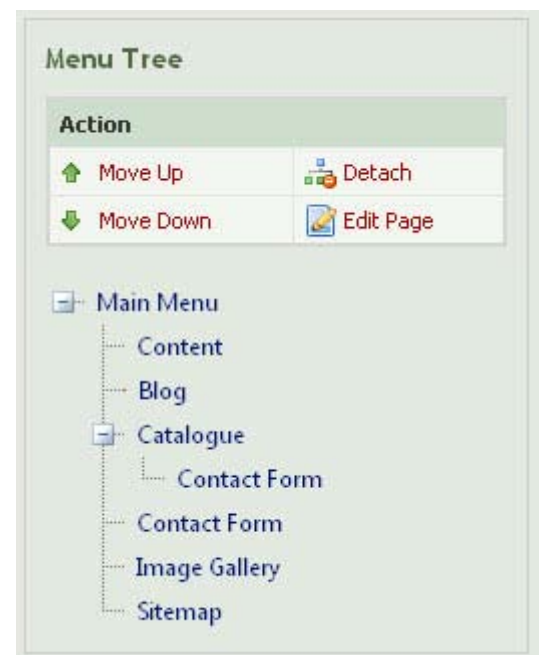 Menu Tree
Action
Move Up
Detach
Move Down
Edit Page
Main Menu
Content
Blog
Catalogue
Contact Form
Contact Form
Image Gallery
Sitemap